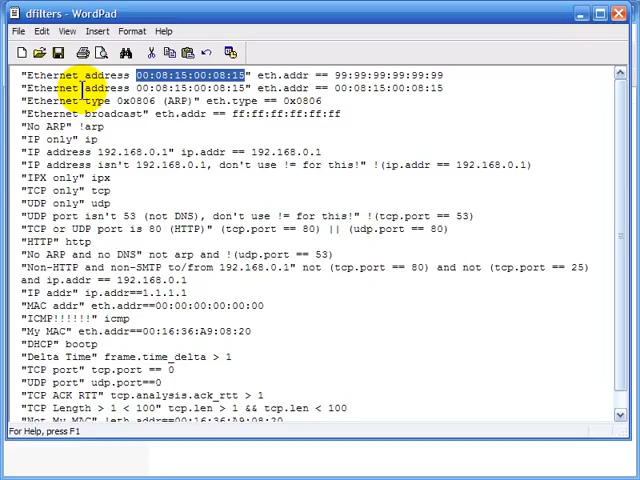 dfilters - WordPad
File Edit View Insert Format Help
"Ethernet address 00:08:15:00:08:15" eth.addr == 99:99:99:99:99:99
"Ethernet address 00:08:15:00:08:15" eth.addr == 00:08:15:00:08:15
"Ethernet type 0x0806 (ARP)" eth.type == 0x0806
"Ethernet broadcast" eth.addr == ff:ff:ff:ff:ff:ff
"No ARP" !arp
"IP only" ip
"IP address 192.168.0.1" ip.addr == 192.168.0.1
"IP address isn't 192.168.0.1, don't use != for this!" !(ip.addr == 192.168.0.1)
"IPX only" ipx
"TCP only" tcp
"UDP only" udp
"UDP port isn't 53 (not DNS), don't use != for this!" !(tcp.port == 53)
"TCP or UDP port is 80 (HTTP)" (tcp.port == 80) || (udp.port == 80)
"HTTP" http
"No ARP and no DNS" not arp and !(udp.port == 53)
"Non-HTTP and non-SMTP to/from 192.168.0.1" not (tcp.port == 80) and not (tcp.port == 25)
and ip.addr == 192.168.0.1
"IP addr" ip.addr==1.1.1.1
"MAC addr" eth.addr==00:00:00:00:00:00
"ICMP!!!!!!" icmp
"My MAC" eth.addr==00:16:36:A9:08:20
"DHCP" bootp
"Delta Time" frame.time_delta > 1
"TCP port" tcp.port == 0
"UDP port" udp.port==0
"TCP ACK RTT" tcp.analysis.ack_rtt > 1
"TCP Length > 1 < 100" tcp.len > 1 && tcp.len < 100
"Not My MAC" !eth.addr==00:16:36:A9:08:20
For Help, press F1